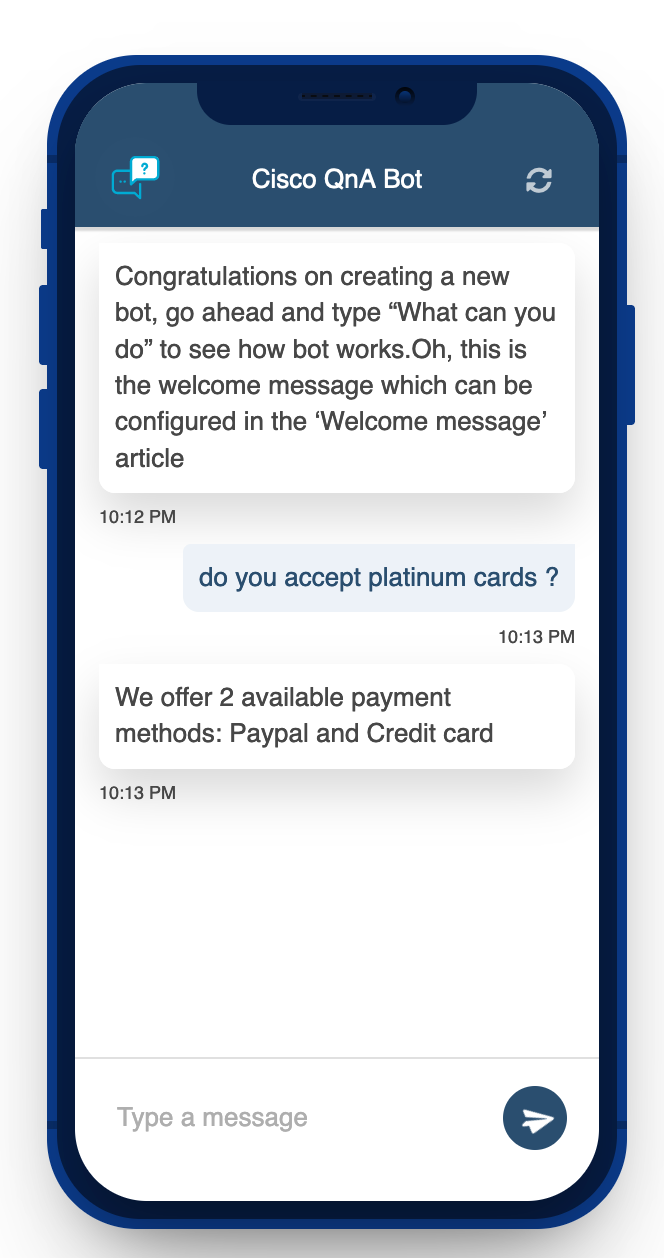 ?
Cisco QnA Bot
Congratulations on creating a new
bot, go ahead and type “What can you
do” to see how bot works.Oh, this is
the welcome message which can be
configured in the ‘Welcome message’
article
10:12 PM
do you accept platinum cards ?
10:13 PM
We offer 2 available payment
methods: Paypal and Credit card
10:13 PM
Type a message